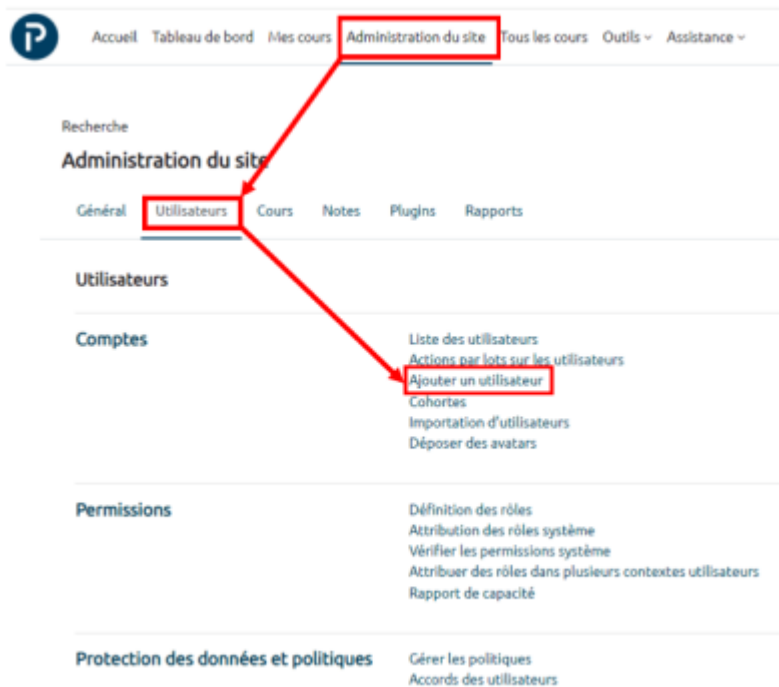 Accueil Tableau de bord Mes cours Administration du site Tous les cours Outils Assistance
Recherche
Administration du site
Général Utilisateurs Cours Notes Plugins Rapports
Utilisateurs
Comptes
Liste des utilisateurs
Actions par lots sur les utilisateurs
Ajouter un utilisateur
Cohortes
Importation d'utilisateurs
Déposer des avatars
Permissions
Définition des rôles
Attribution des rôles système
Vérifier les permissions système
Attribuer des rôles dans plusieurs contextes utilisateurs
Rapport de capacité
Protection des données et politiques
Gérer les politiques
Accords des utilisateurs